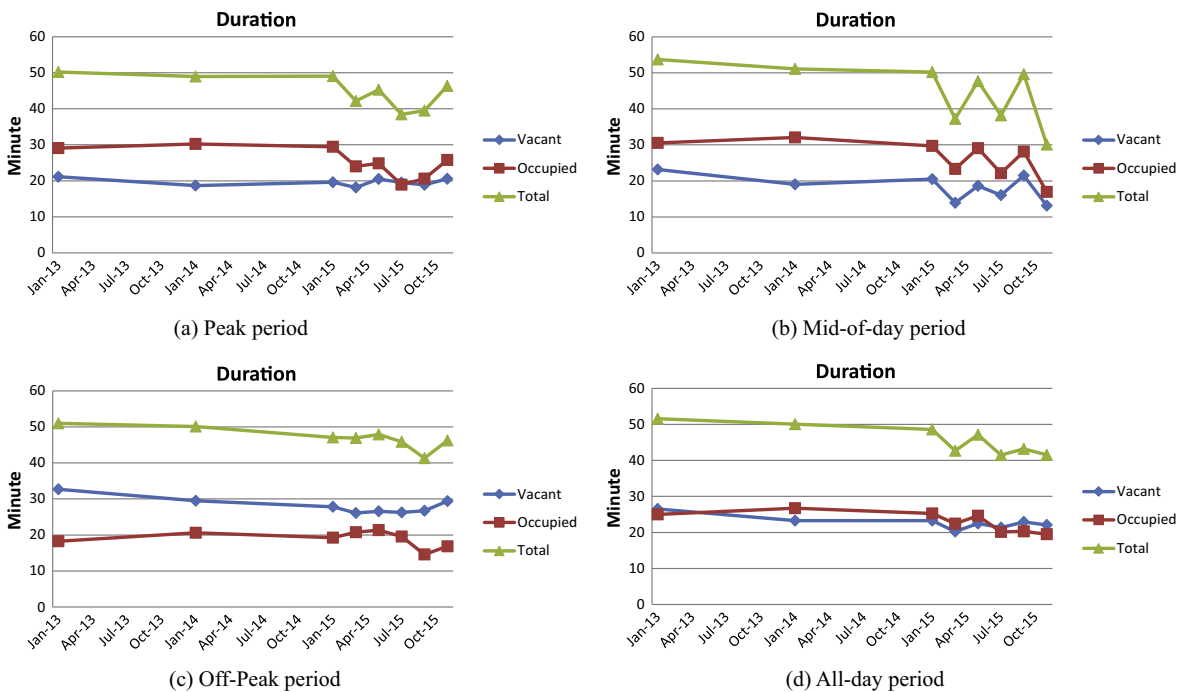 Duration
60
50
40
30
20
10
0
Minute
Jan-13
Apr-13
Jul-13
Oct-13
Jan-14
Apr-14
Jul-14
Oct-14
Jan-15
Apr-15
Jul-15
Oct-15
Vacant
Occupied
Total
(a) Peak period
Duration
60
50
40
30
20
10
0
Minute
Jan-13
Apr-13
Jul-13
Oct-13
Jan-14
Apr-14
Jul-14
Oct-14
Jan-15
Apr-15
Jul-15
Oct-15
Vacant
Occupied
Total
(b) Mid-of-day period
Duration
60
50
40
30
20
10
0
Minute
Jan-13
Apr-13
Jul-13
Oct-13
Jan-14
Apr-14
Jul-14
Oct-14
Jan-15
Apr-15
Jul-15
Oct-15
Vacant
Occupied
Total
(c) Off-Peak period
Duration
60
50
40
30
20
10
0
Minute
Jan-13
Apr-13
Jul-13
Oct-13
Jan-14
Apr-14
Jul-14
Oct-14
Jan-15
Apr-15
Jul-15
Oct-15
Vacant
Occupied
Total
(d) All-day period